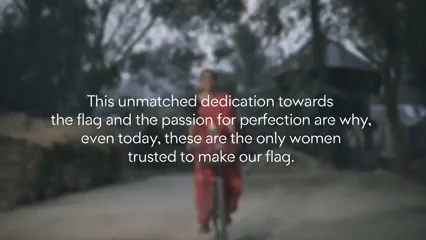 This unmatched dedication towards
the flag and the passion for perfection are why,
even today, these are the only women
trusted to make our flag.